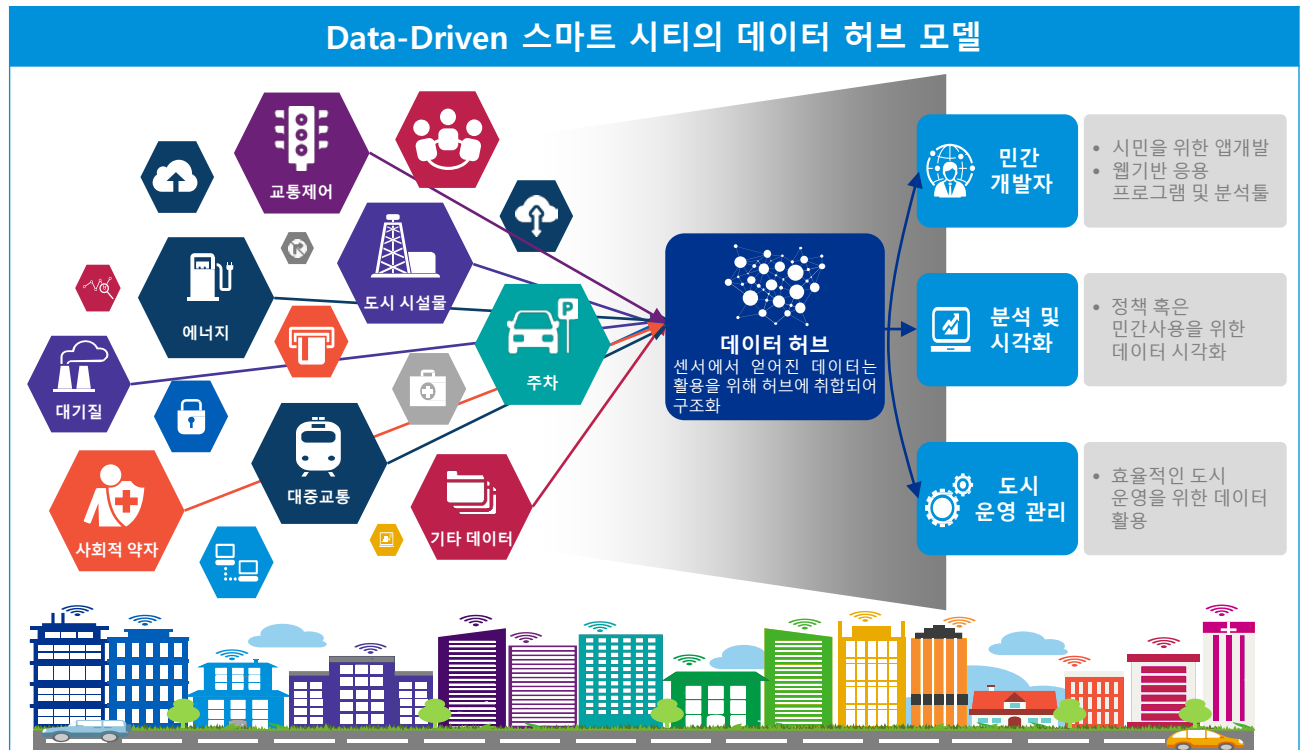 Data-Driven 스마트 시티의 데이터 허브 모델
교통제어
도시 시설물
에너지
P
주차
대기질
대중교통
사회적 약자
기타 데이터
데이터 허브
센서에서 얻어진 데이터는
활용을 위해 허브에 취합되어
구조화
민간
개발자
• 시민을 위한 앱개발
• 웹기반 응용
프로그램 및 분석툴
분석 및
시각화
• 정책 혹은
민간사용을 위한
데이터 시각화
도시
운영 관리
• 효율적인 도시
운영을 위한 데이터
활용